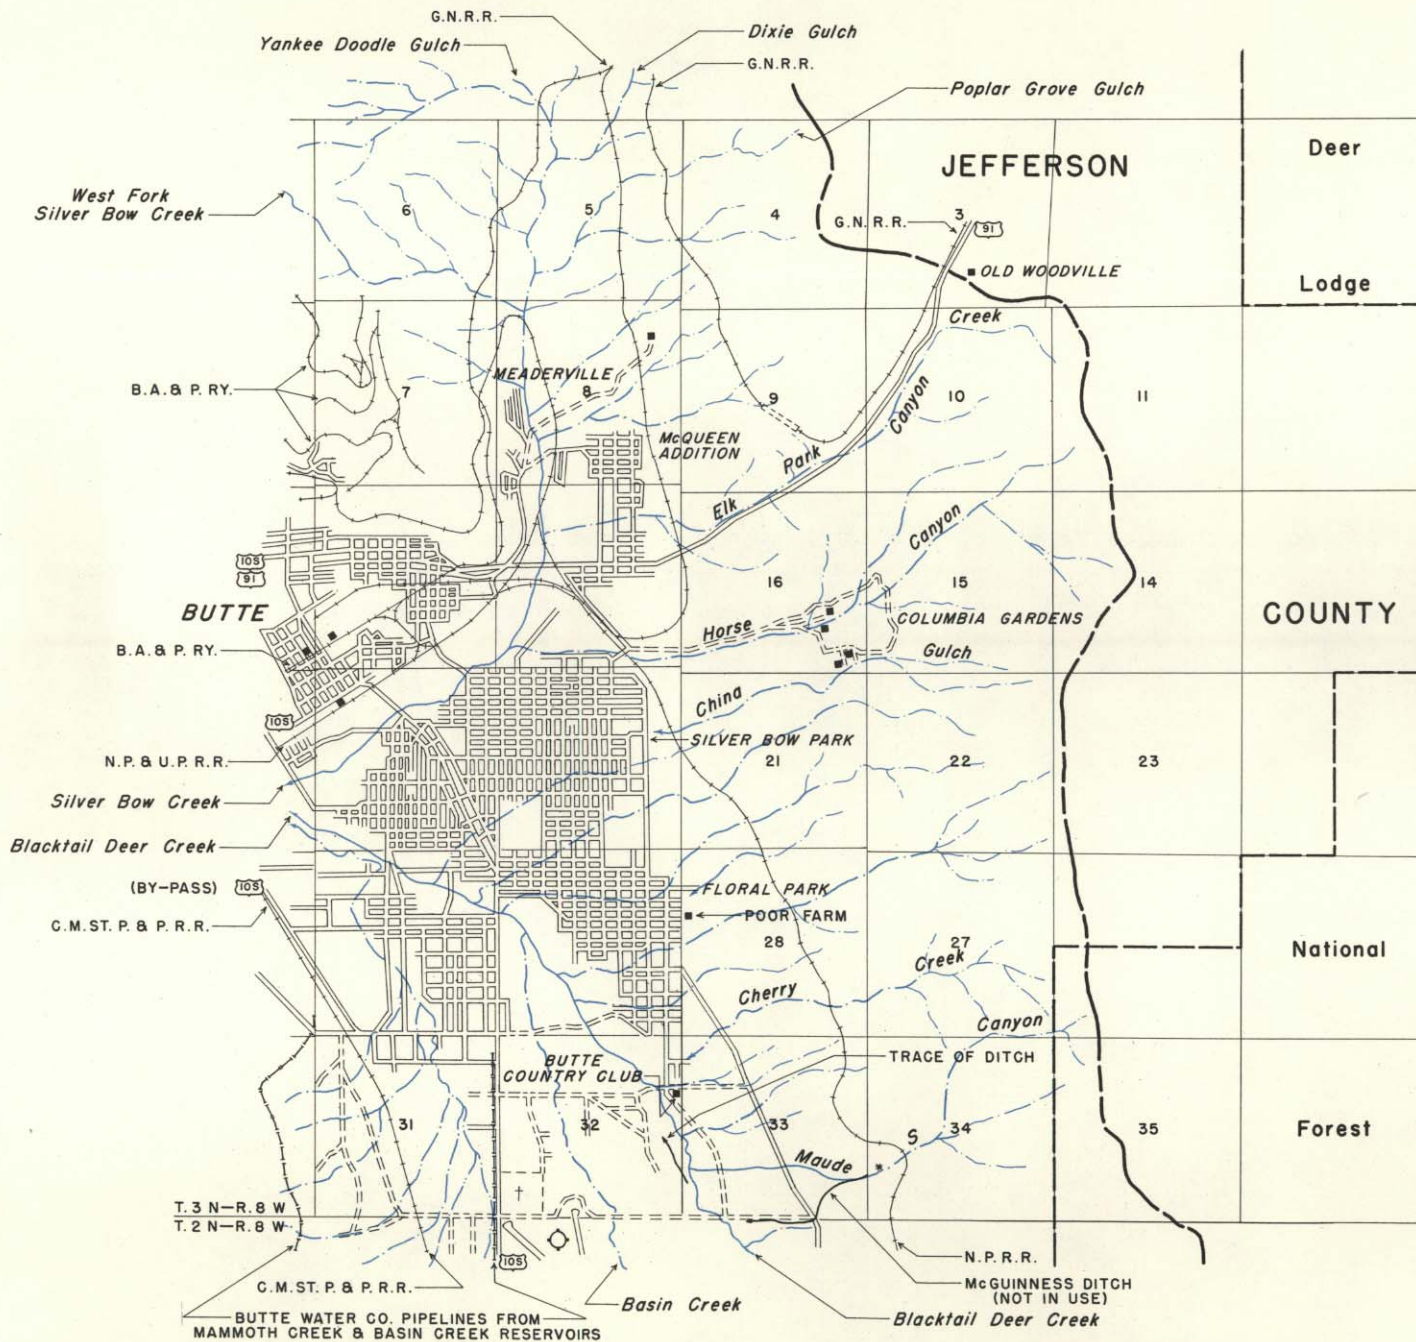 G.N.R.R.
Yankee Doodle Gulch
Dixie Gulch
G.N.R.R.
Poplar Grove Gulch
JEFFERSON
Deer
West Fork
Silver Bow Creek
6
5
4
3
G.N.R.R.
91
OLD WOODVILLE
Lodge
Creek
MEADERVILLE
B.A. & P. RY.
7
8
9
Canyon
10
11
McQUEEN
ADDITION
Park
Elk
Canyon
10S
91
16
15
14
BUTTE
COLUMBIA GARDENS
COUNTY
Horse
B.A. & P. RY.
Gulch
China
10S
SILVER BOW PARK
N.P. & U.P. R.R.
21
22
23
Silver Bow Creek
Blacktail Deer Creek
(BY-PASS)
10S
FLORAL PARK
POOR FARM
C.M. ST. P. & P. R.R.
28
27
National
Creek
Cherry
Canyon
BUTTE
COUNTRY CLUB
TRACE OF DITCH
31
32
33
S
34
35
Forest
Maude
T. 3 N–R. 8 W
T. 2 N–R. 8 W
10S
N.P.R.R.
C.M. ST. P. & P. R.R.
McGUINNESS DITCH
(NOT IN USE)
Basin Creek
Blacktail Deer Creek
BUTTE WATER CO. PIPELINES FROM
MAMMOTH CREEK & BASIN CREEK RESERVOIRS